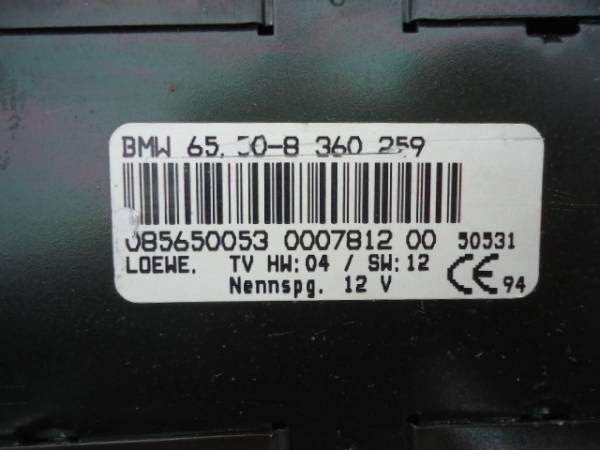 BMW 65.50-8 360 259
085650053 0007812 00 50531
LOEWE. TV HW:04 / SW:12
Nennspg. 12 V CE 94